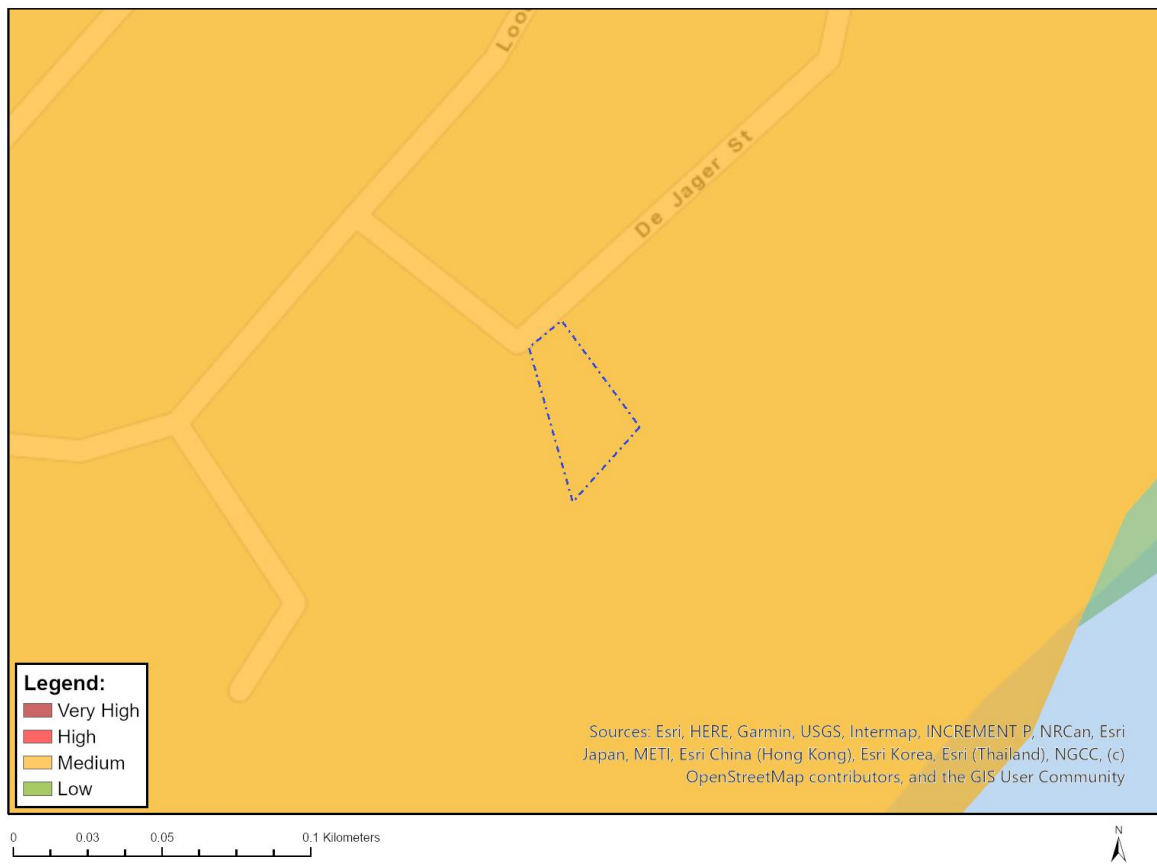 Loo
De Jager St
Legend:
Very High
High
Medium
Low
Sources: Esri, HERE, Garmin, USGS, Intermap, INCREMENT P, NRCan, Esri
Japan, METI, Esri China (Hong Kong), Esri Korea, Esri (Thailand), NGCC, (c)
OpenStreetMap contributors, and the GIS User Community
0 0.03 0.05 0.1 Kilometers
N